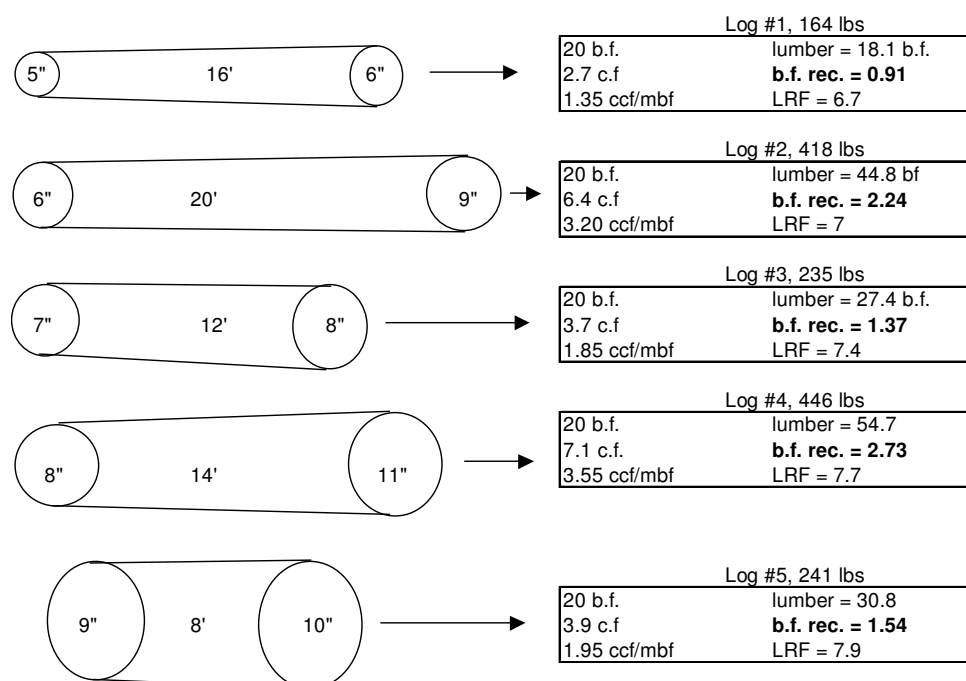 Log #1, 164 lbs
5" 16' 6"
20 b.f. lumber = 18.1 b.f.
2.7 c.f b.f. rec. = 0.91
1.35 ccf/mbf LRF = 6.7
Log #2, 418 lbs
6" 20' 9"
20 b.f. lumber = 44.8 bf
6.4 c.f b.f. rec. = 2.24
3.20 ccf/mbf LRF = 7
Log #3, 235 lbs
7" 12' 8"
20 b.f. lumber = 27.4 b.f.
3.7 c.f b.f. rec. = 1.37
1.85 ccf/mbf LRF = 7.4
Log #4, 446 lbs
8" 14' 11"
20 b.f. lumber = 54.7
7.1 c.f. b.f. rec. = 2.73
3.55 ccf/mbf LRF = 7.7
Log #5, 241 lbs
9" 8' 10"
20 b.f. lumber = 30.8
3.9 c.f b.f. rec. = 1.54
1.95 ccf/mbf LRF = 7.9